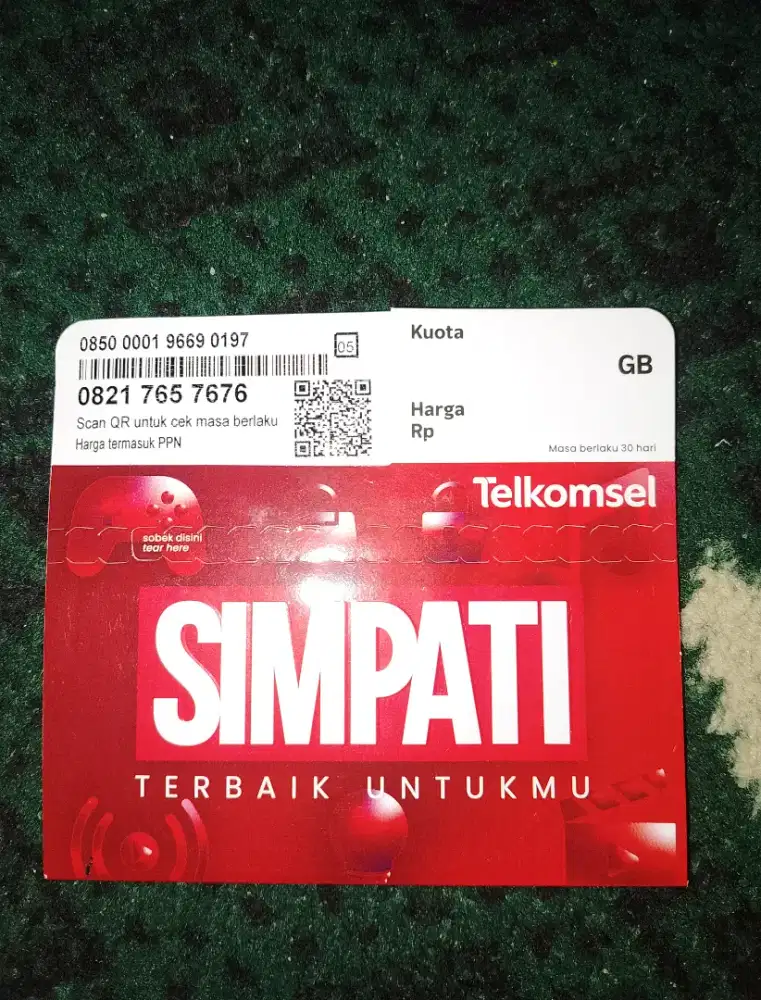 0850 0001 9669 0197
05
0821 765 7676
Scan QR untuk cek masa berlaku
Harga termasuk PPN
Kuota
GB
Harga
Rp
Masa berlaku 30 hari
Telkomsel
sobek disini
tear here
SIMPATI
TERBAIK UNTUKMU